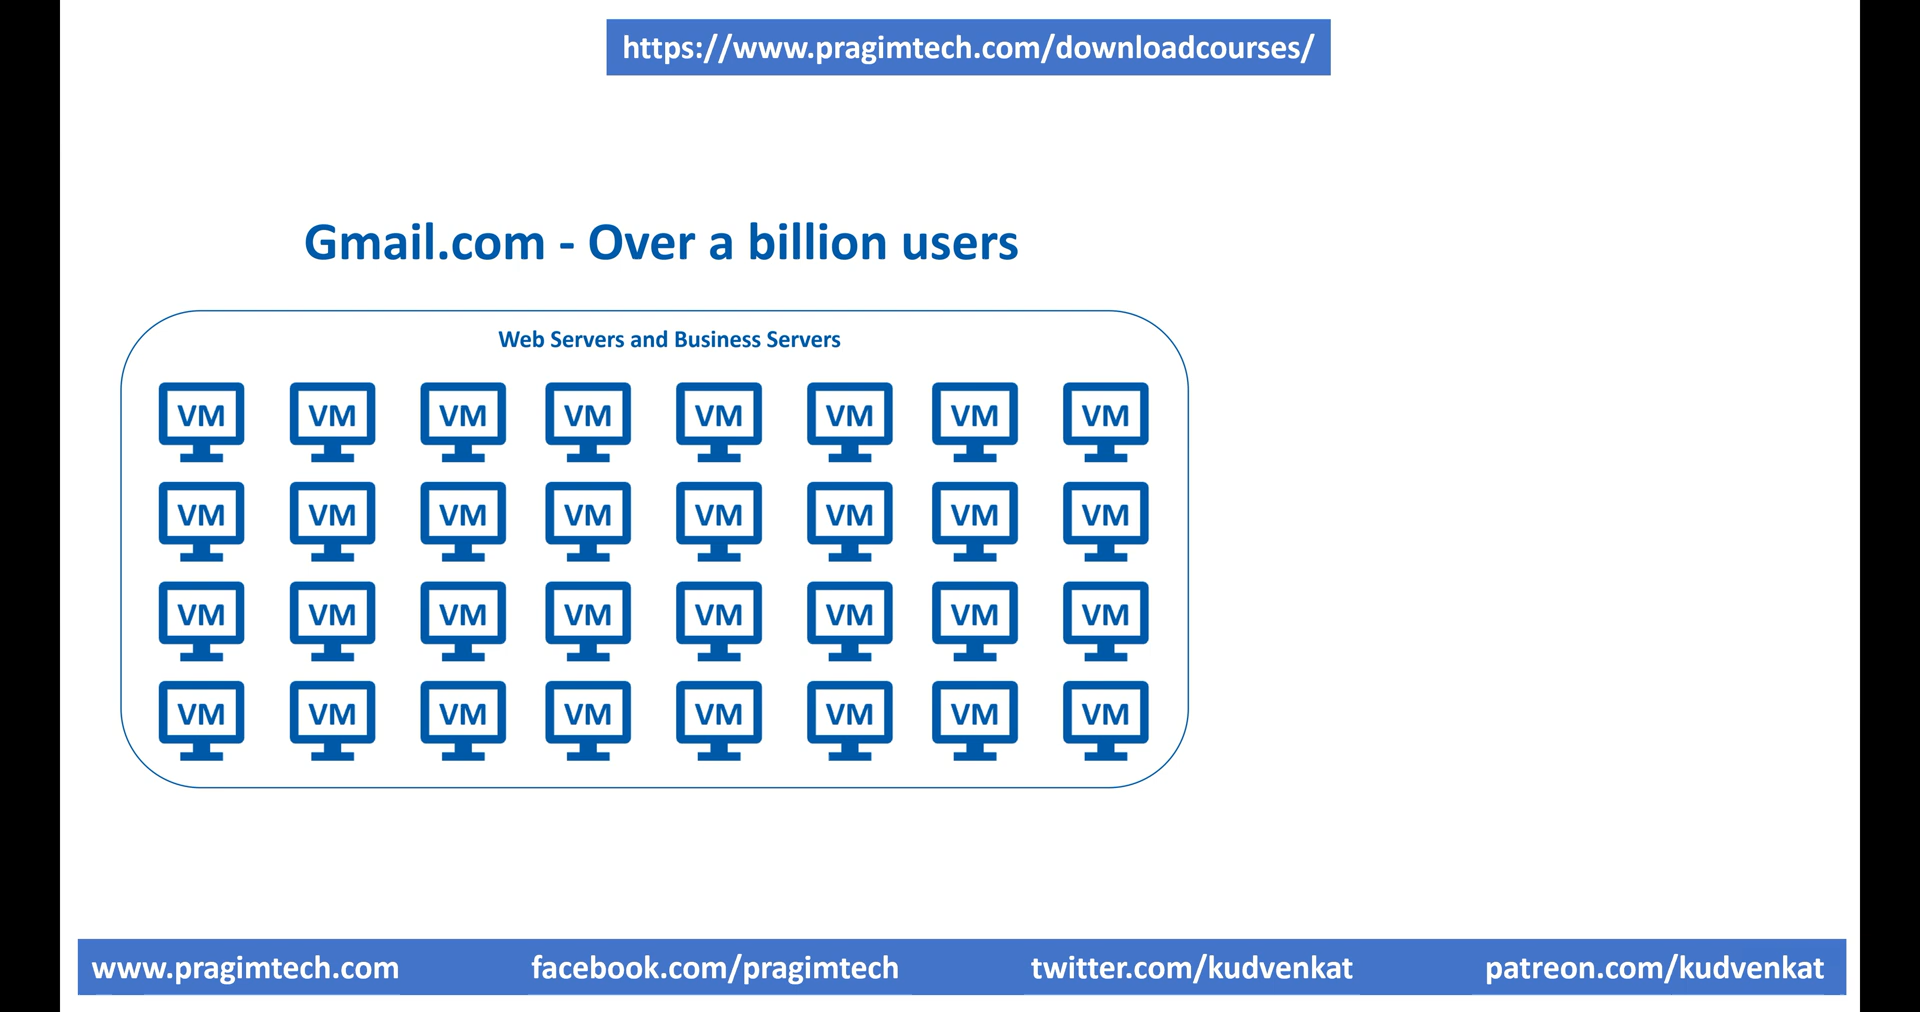 https://www.pragimtech.com/downloadcourses/
Gmail.com - Over a billion users
Web Servers and Business Servers
VM VM VM VM VM VM VM VM
VM VM VM VM VM VM VM VM
VM VM VM VM VM VM VM VM
VM VM VM VM VM VM VM VM
www.pragimtech.com facebook.com/pragimtech twitter.com/kudvenkat patreon.com/kudvenkat